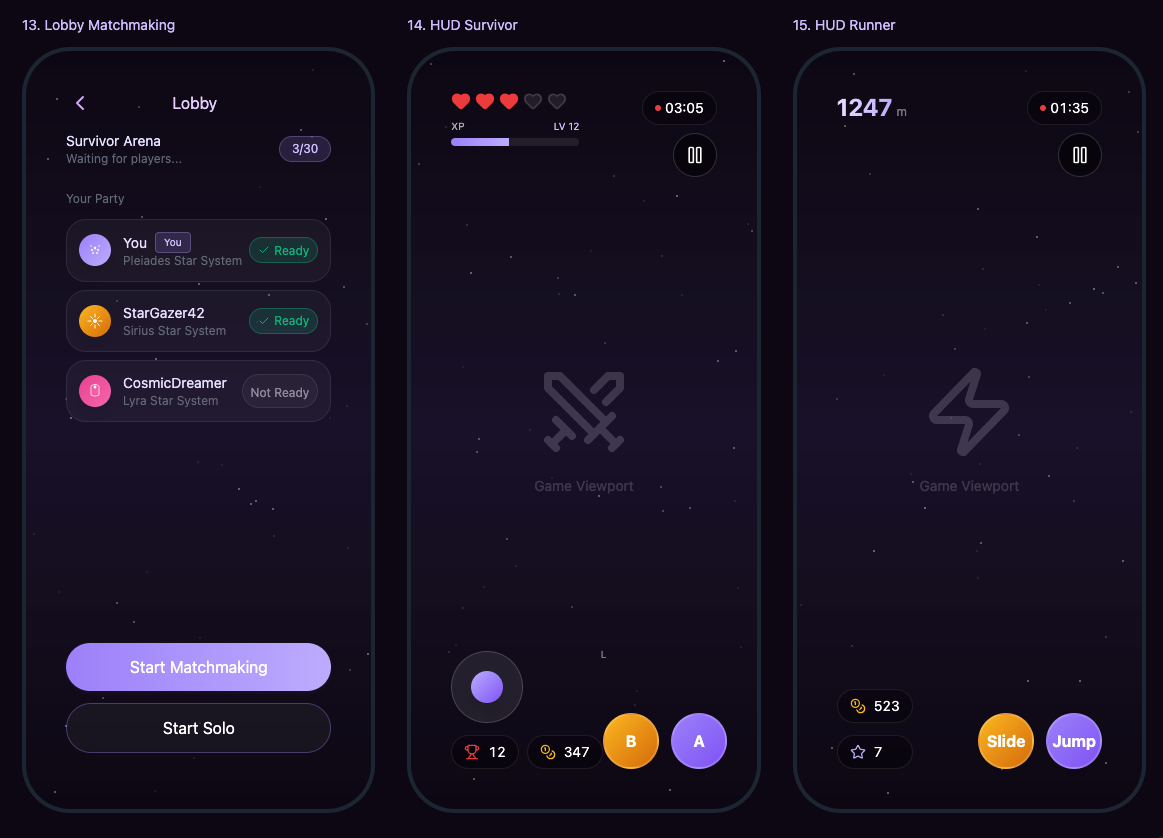 13. Lobby Matchmaking
Lobby
Survivor Arena
Waiting for players...
3/30
Your Party
You
You
Pleiades Star System
Ready
StarGazer42
Sirius Star System
Ready
CosmicDreamer
Lyra Star System
Not Ready
Start Matchmaking
Start Solo
14. HUD Survivor
03:05
XP
LV 12
Game Viewport
L
12
347
B
A
15. HUD Runner
1247 m
01:35
Game Viewport
523
7
Slide
Jump